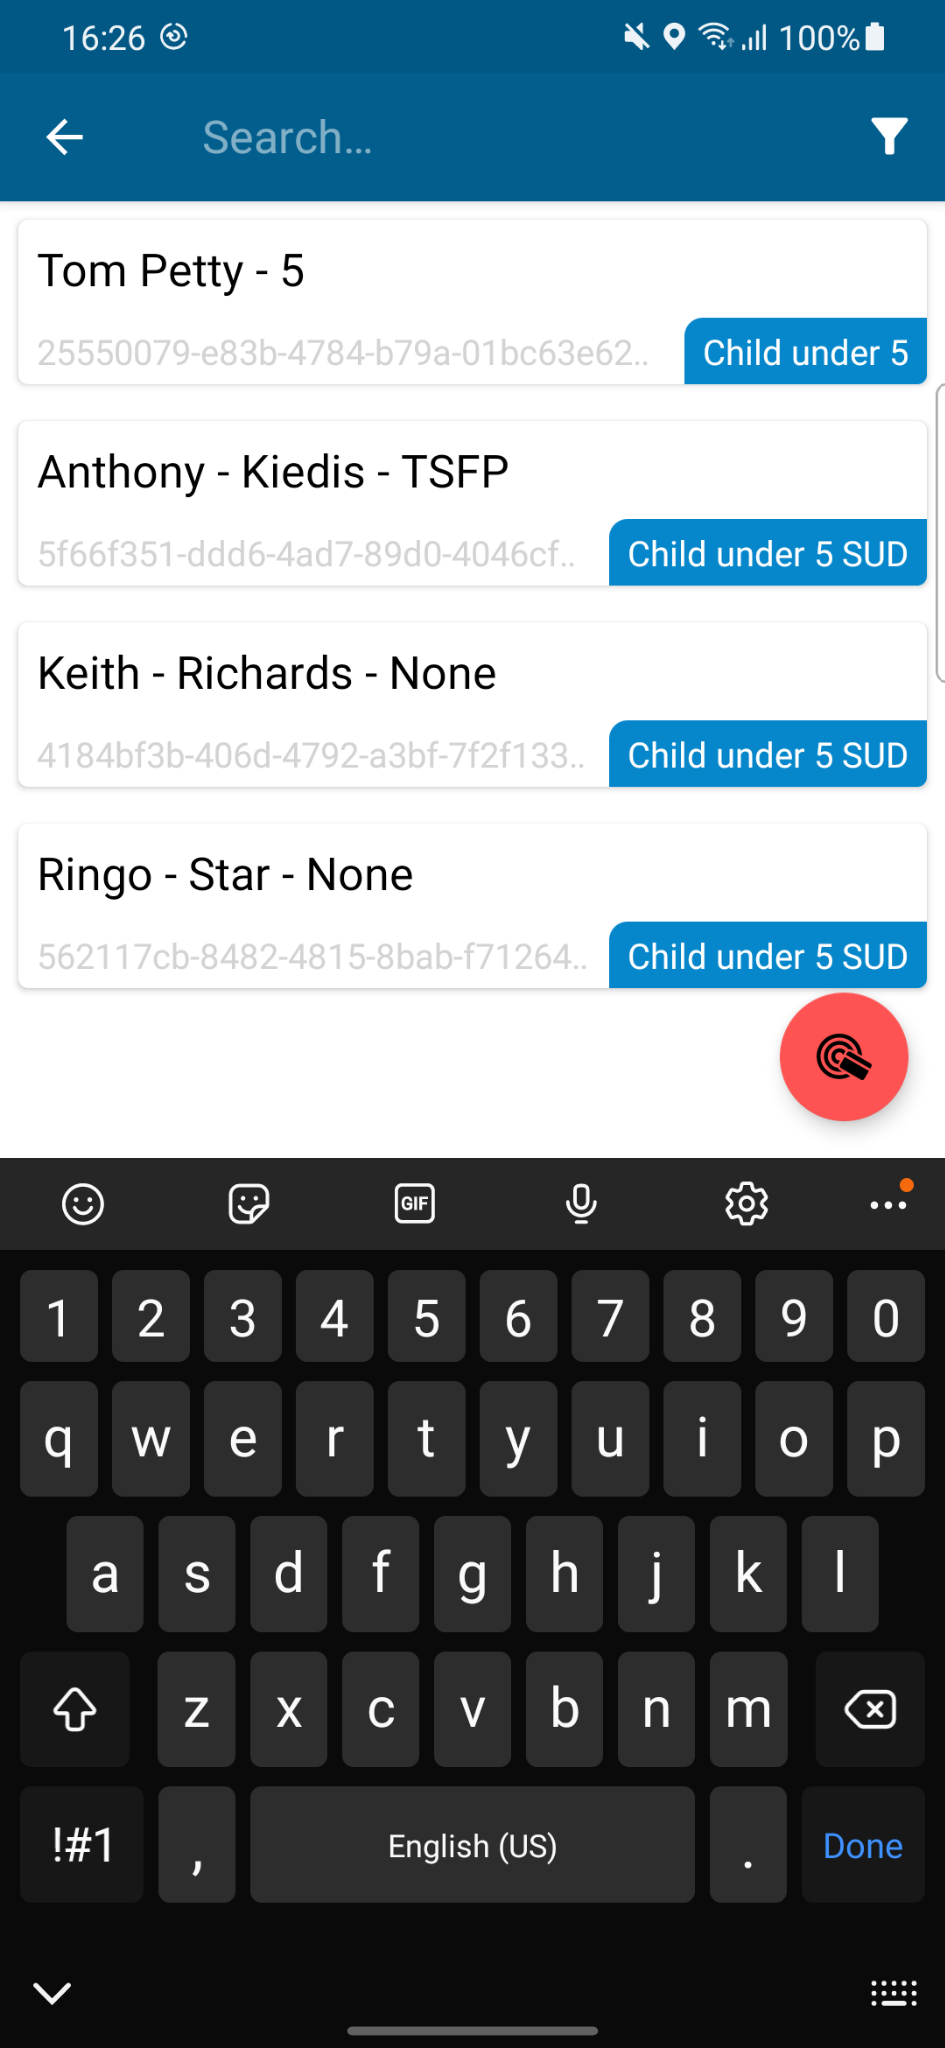 16:26 100%
Search...
Tom Petty - 5
25550079-e83b-4784-b79a-01bc63e62.. Child under 5
Anthony - Kiedis - TSFP
5f66f351-ddd6-4ad7-89d0-4046cf.. Child under 5 SUD
Keith - Richards - None
4184bf3b-406d-4792-a3bf-7f2f133.. Child under 5 SUD
Ringo - Star - None
562117cb-8482-4815-8bab-f71264.. Child under 5 SUD
GIF
1 2 3 4 5 6 7 8 9 0
q w e r t y u i o p
a s d f g h j k l
z x c v b n m
!#1 , English (US) . Done